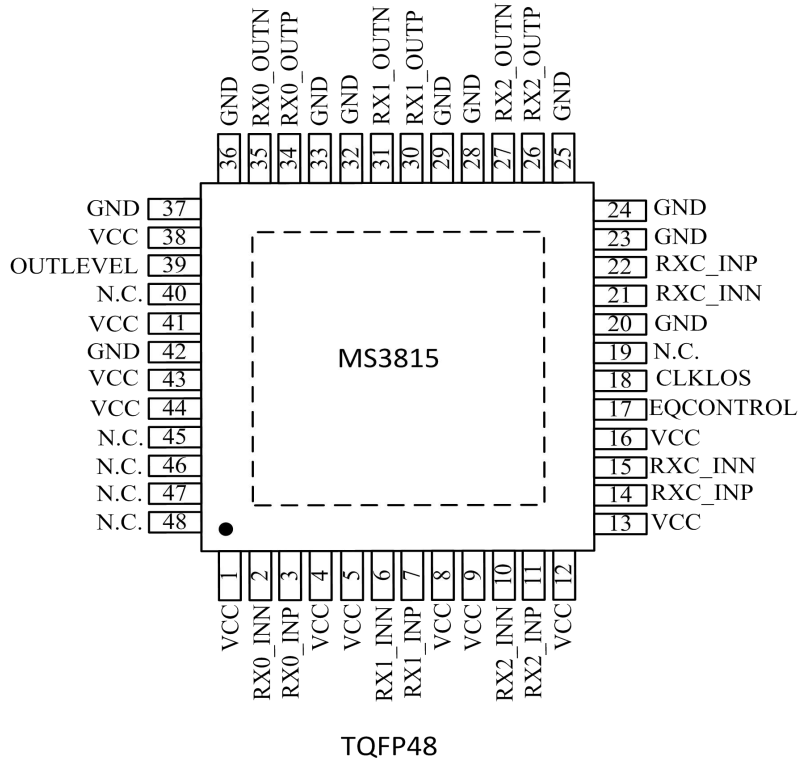 GND
RX0_OUTN
RX0_OUTP
GND
GND
RX1_OUTN
RX1_OUTP
GND
GND
RX2_OUTN
RX2_OUTP
GND
36 35 34 33 32 31 30 29 28 27 26 25
GND 37
VCC 38
OUTLEVEL 39
N.C. 40
VCC 41
GND 42
VCC 43
VCC 44
N.C. 45
N.C. 46
N.C. 47
N.C. 48
MS3815
24 GND
23 GND
22 RXC_INP
21 RXC_INN
20 GND
19 N.C.
18 CLKLOS
17 EQCONTROL
16 VCC
15 RXC_INN
14 RXC_INP
13 VCC
1 2 3 4 5 6 7 8 9 10 11 12
VCC
RX0_INN
RX0_INP
VCC
VCC
RX1_INN
RX1_INP
VCC
VCC
RX2_INN
RX2_INP
VCC
TQFP48